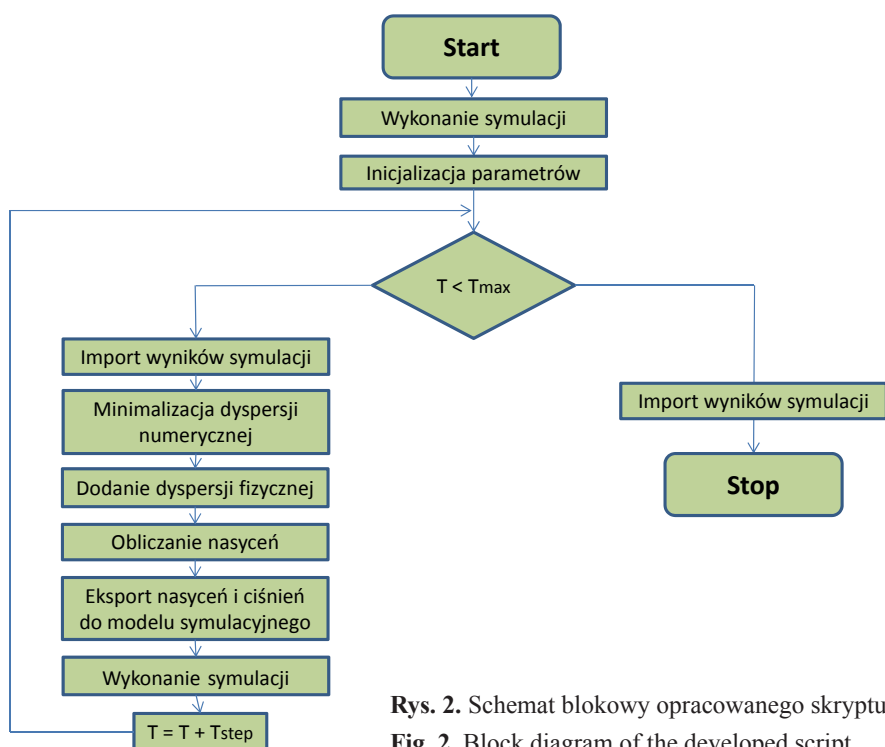 Start
Wykonanie symulacji
Inicjalizacja parametrów
T < Tmax
Import wyników symulacji
Minimalizacja dyspersji
numerycznej
Dodanie dyspersji fizycznej
Obliczanie nasyceń
Eksport nasyceń i ciśnień
do modelu symulacyjnego
Wykonanie symulacji
T = T + Tstep
Import wyników symulacji
Stop
Rys. 2. Schemat blokowy opracowanego skryptu
Fig. 2. Block diagram of the developed script